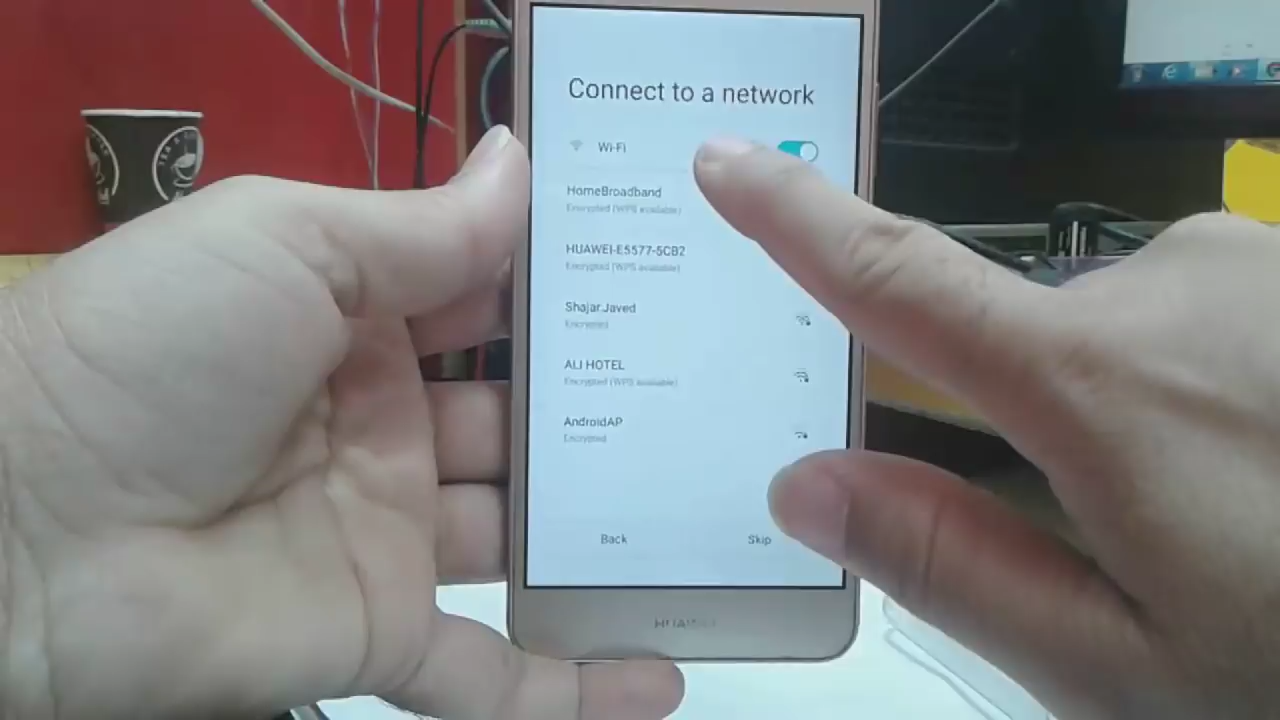 Connect to a network
Wi-Fi
HomeBroadband
Encrypted (WPS available)
HUAWEI-E5577-5CB2
Encrypted (WPS available)
Shajar.Javed
Encrypted
ALI HOTEL
Encrypted (WPS available)
AndroidAP
Encrypted
Back
Skip
HUAWEI